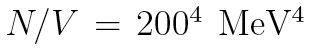 N/V = 200⁴ MeV⁴